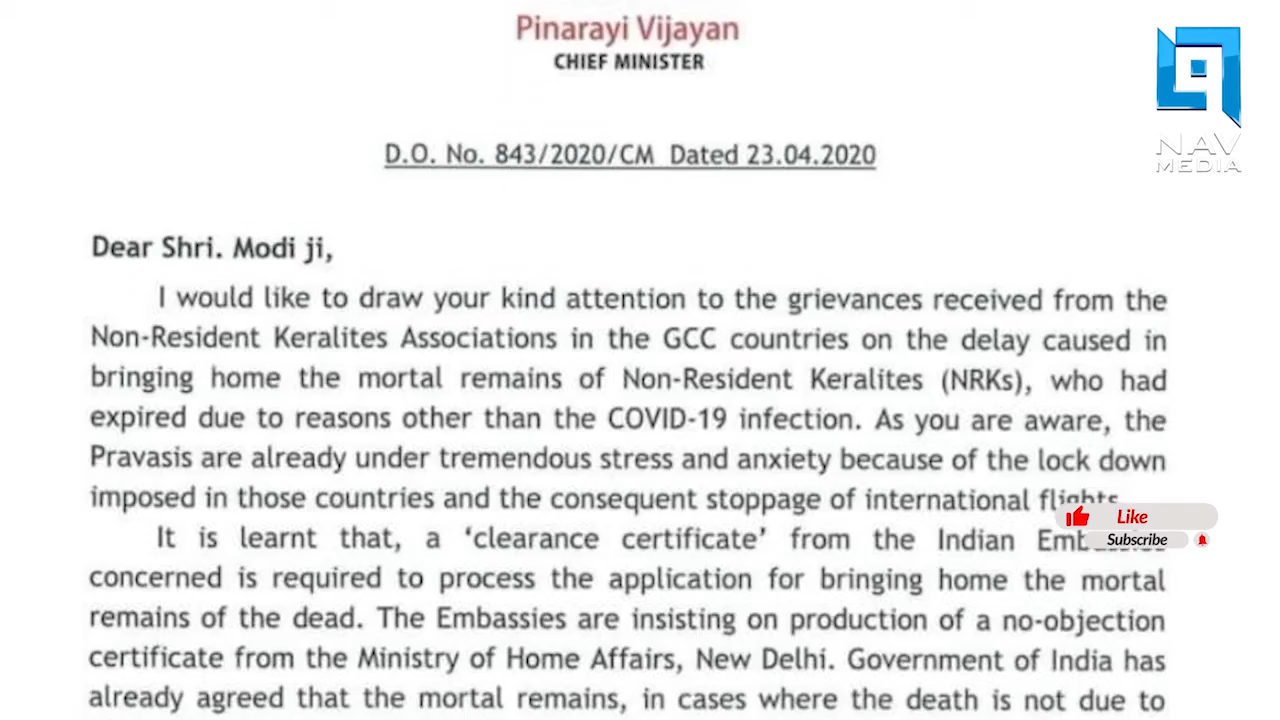 Pinarayi Vijayan
CHIEF MINISTER
D.O. No. 843/2020/CM Dated 23.04.2020
Dear Shri. Modi ji,
I would like to draw your kind attention to the grievances received from the
Non-Resident Keralites Associations in the GCC countries on the delay caused in
bringing home the mortal remains of Non-Resident Keralites (NRKs), who had
expired due to reasons other than the COVID-19 infection. As you are aware, the
Pravasis are already under tremendous stress and anxiety because of the lock down
imposed in those countries and the consequent stoppage of international flights
It is learnt that, a ‘clearance certificate’ from the Indian
concerned is required to process the application for bringing home the mortal
remains of the dead. The Embassies are insisting on production of a no-objection
certificate from the Ministry of Home Affairs, New Delhi. Government of India has
already agreed that the mortal remains, in cases where the death is not due to
NAV
MEDIA
Like
Subscribe